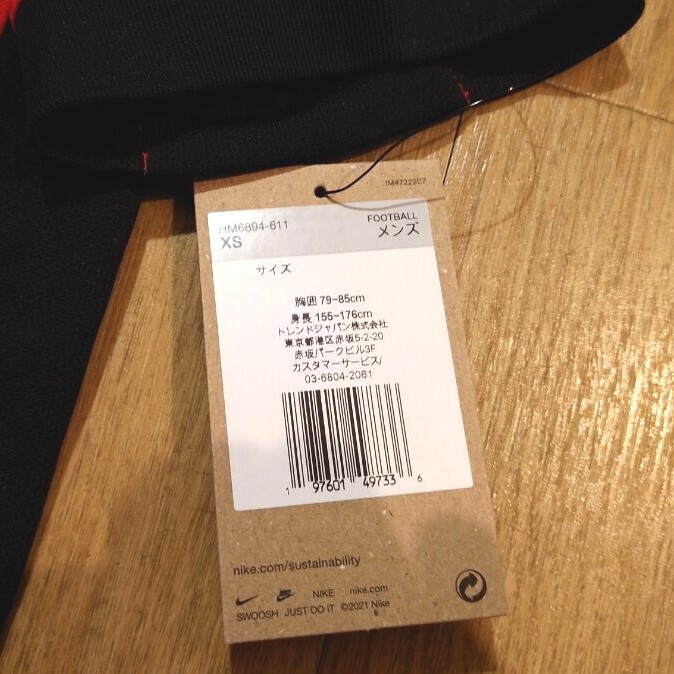 IM4722207
HM6894-611
FOOTBALL
XS
メンズ
サイズ
胸囲 79-85cm
身長 155-176cm
トレンドジャパン株式会社
東京都港区赤坂5-2-20
赤坂パークビル3F
カスタマーサービス/
03-6804-2061
1 97601 49733 6
nike.com/sustainability
NIKE nike.com
SWOOSH JUST DO IT ©2021 Nike